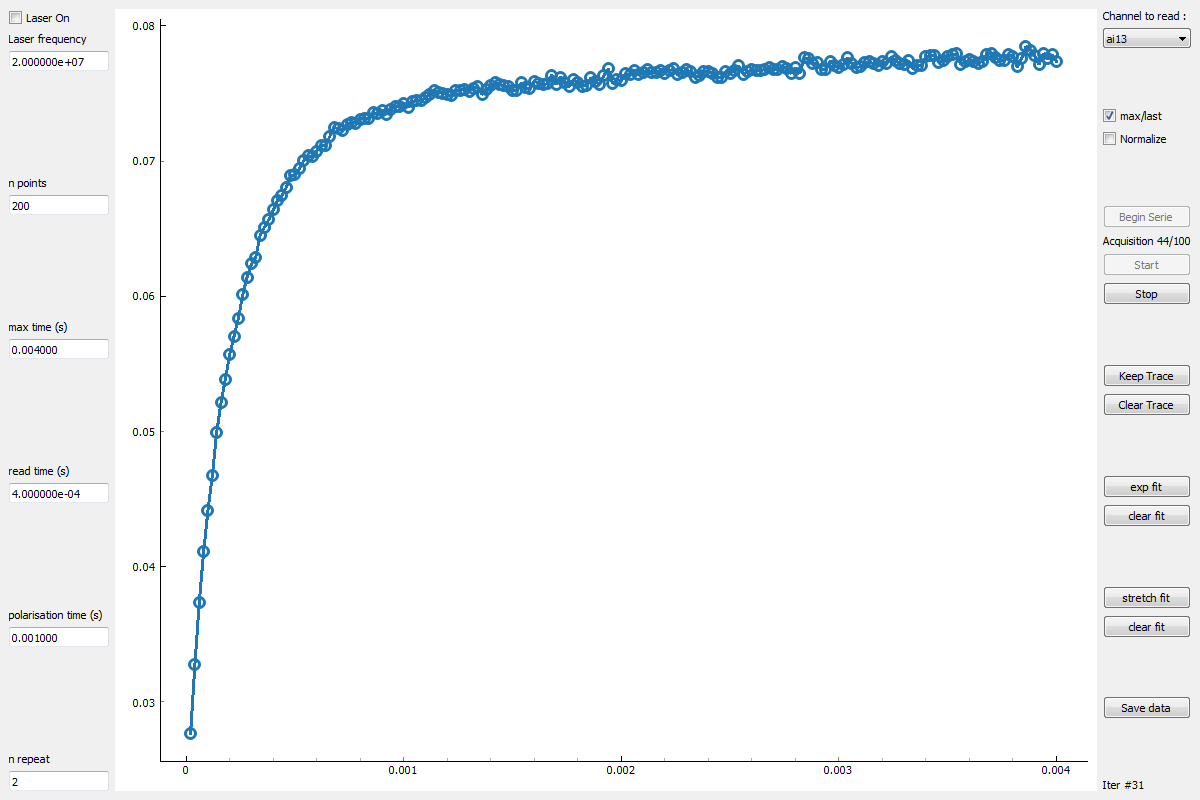 Laser On
Laser frequency
2.000000e+07
n points
200
max time (s)
0.004000
read time (s)
4.000000e-04
polarisation time (s)
0.001000
n repeat
2
0.08
0.07
0.06
0.05
0.04
0.03
0
0.001
0.002
0.003
0.004
Channel to read :
ai13
max/last
Normalize
Begin Serie
Acquisition 44/100
Start
Stop
Keep Trace
Clear Trace
exp fit
clear fit
stretch fit
clear fit
Save data
Iter #31